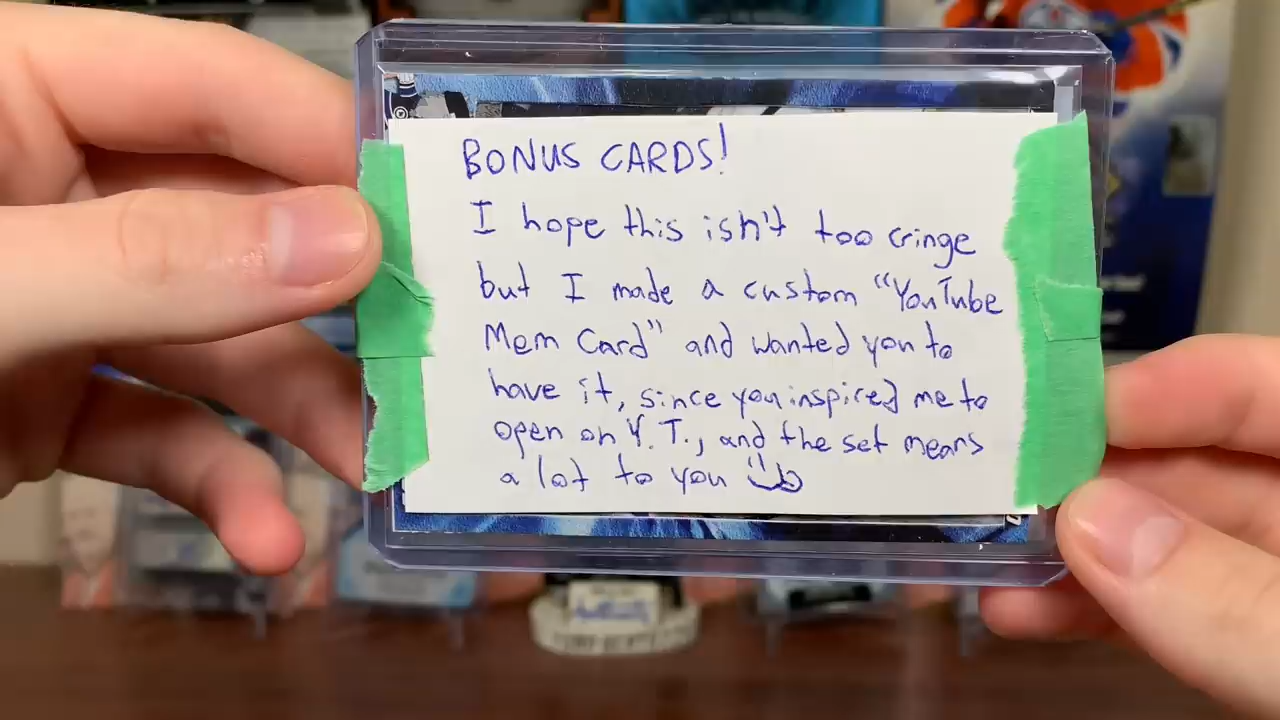 BONUS CARDS!
I hope this isn't too cringe
but I made a custom "YouTube
Mem Card" and wanted you to
have it, since you inspired me to
open on Y.T., and the set means
a lot to you